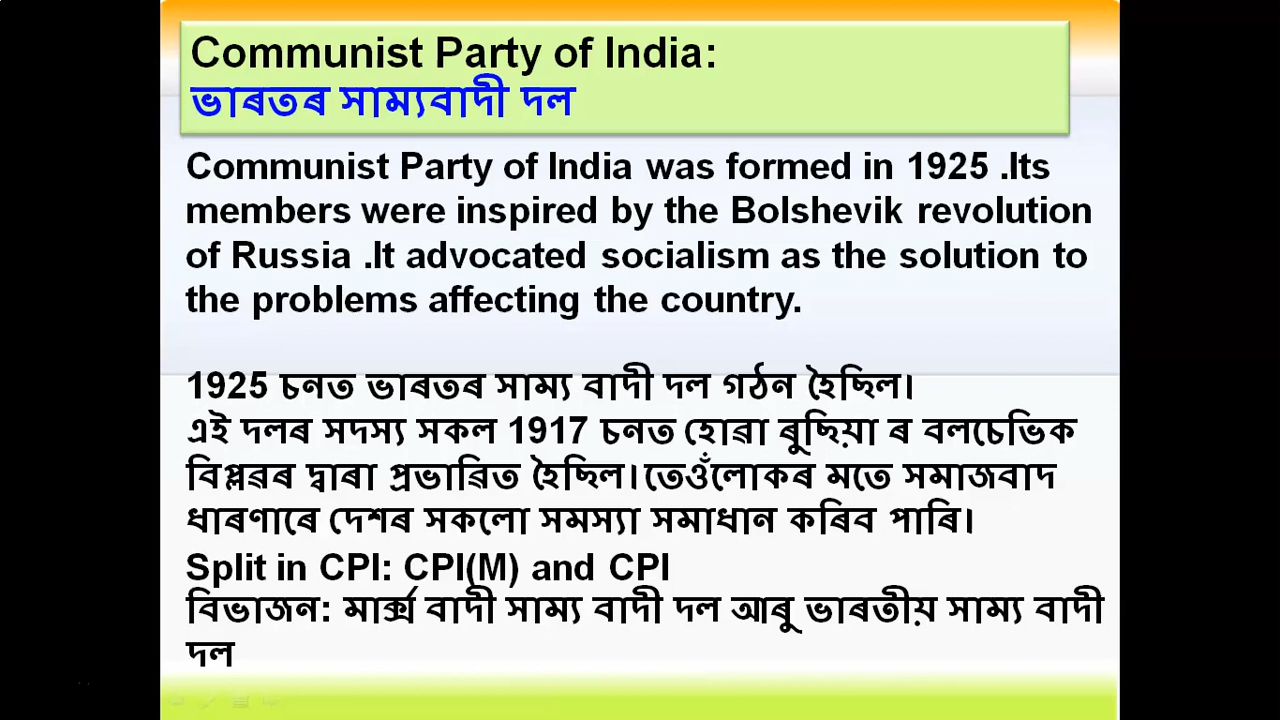 Communist Party of India:
ভাৰতৰ সাম্যবাদী দল
Communist Party of India was formed in 1925 .Its
members were inspired by the Bolshevik revolution
of Russia .It advocated socialism as the solution to
the problems affecting the country.
1925 চনত ভাৰতৰ সাম্য বাদী দল গঠন হৈছিল।
এই দলৰ সদস্য সকল 1917 চনত হোৱা ৰুছিয়া ৰ বলচেভিক
বিপ্লৱৰ দ্বাৰা প্ৰভাৱিত হৈছিল।তেওঁলোকৰ মতে সমাজবাদ
ধাৰণাৰে দেশৰ সকলো সমস্যা সমাধান কৰিব পাৰি।
Split in CPI: CPI(M) and CPI
বিভাজন: মাৰ্ক্স বাদী সাম্য বাদী দল আৰু ভাৰতীয় সাম্য বাদী
দল